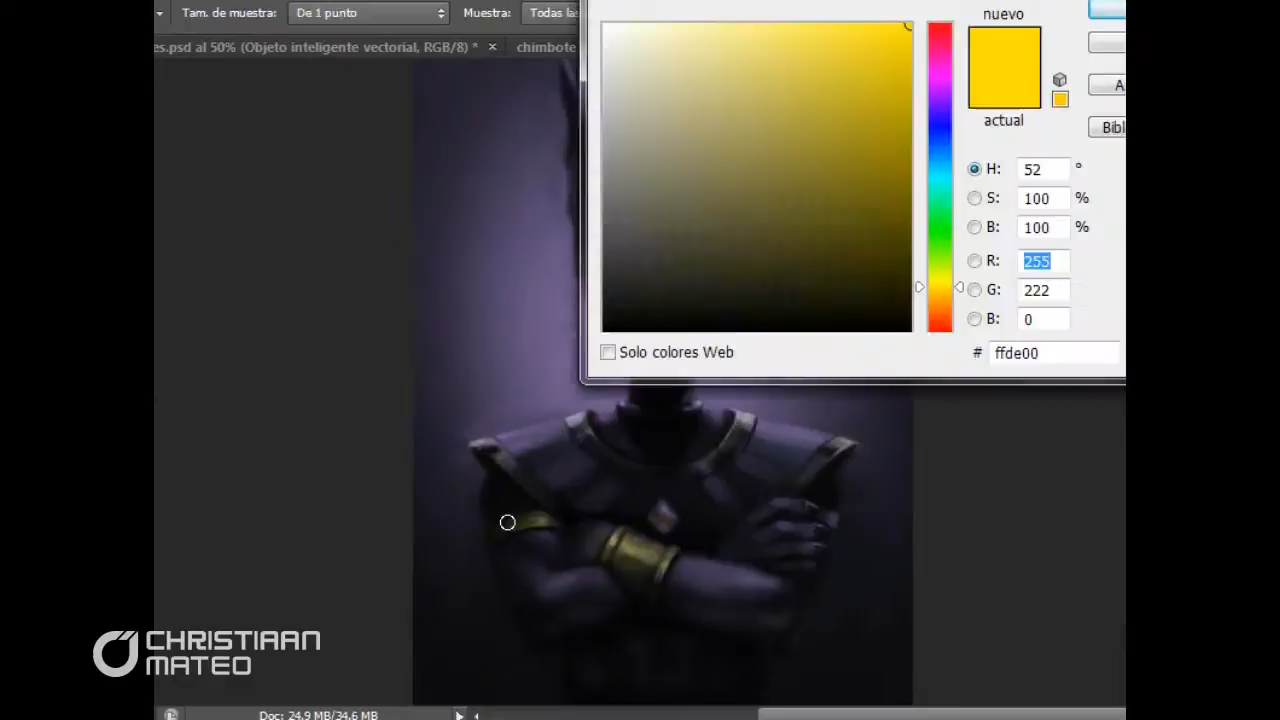 Tam. de muestra: De 1 punto Muestra: Todas las
es.psd al 50% (Objeto inteligente vectorial, RGB/8) * × chimbote
nuevo
actual
A
Bibl
H: 52 °
S: 100 %
B: 100 %
R: 255
G: 222
B: 0
Solo colores Web
# ffde00
CHRISTIAAN
MATEO
Doc: 24,9 MB/34,6 MB